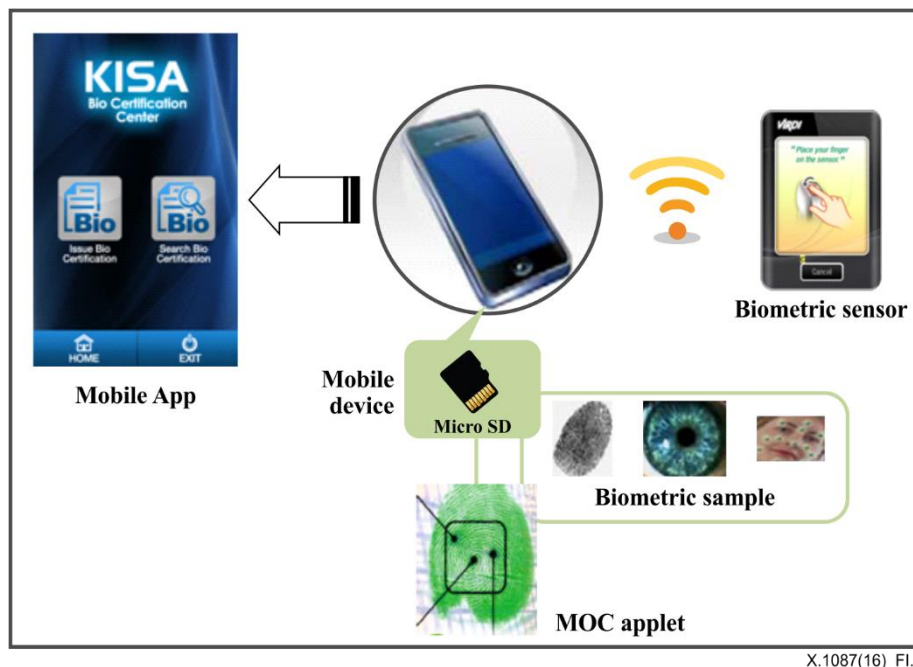 KISA
Bio Certification
Center
Bio
Bio
Issue Bio
Certification
Search Bio
Certification
HOME
EXIT
Mobile App
VIRDI
"Place your finger
on the sensor"
Cancel
Biometric sensor
Mobile
device
Micro SD
Biometric sample
MOC applet
X.1087(16)_FI.